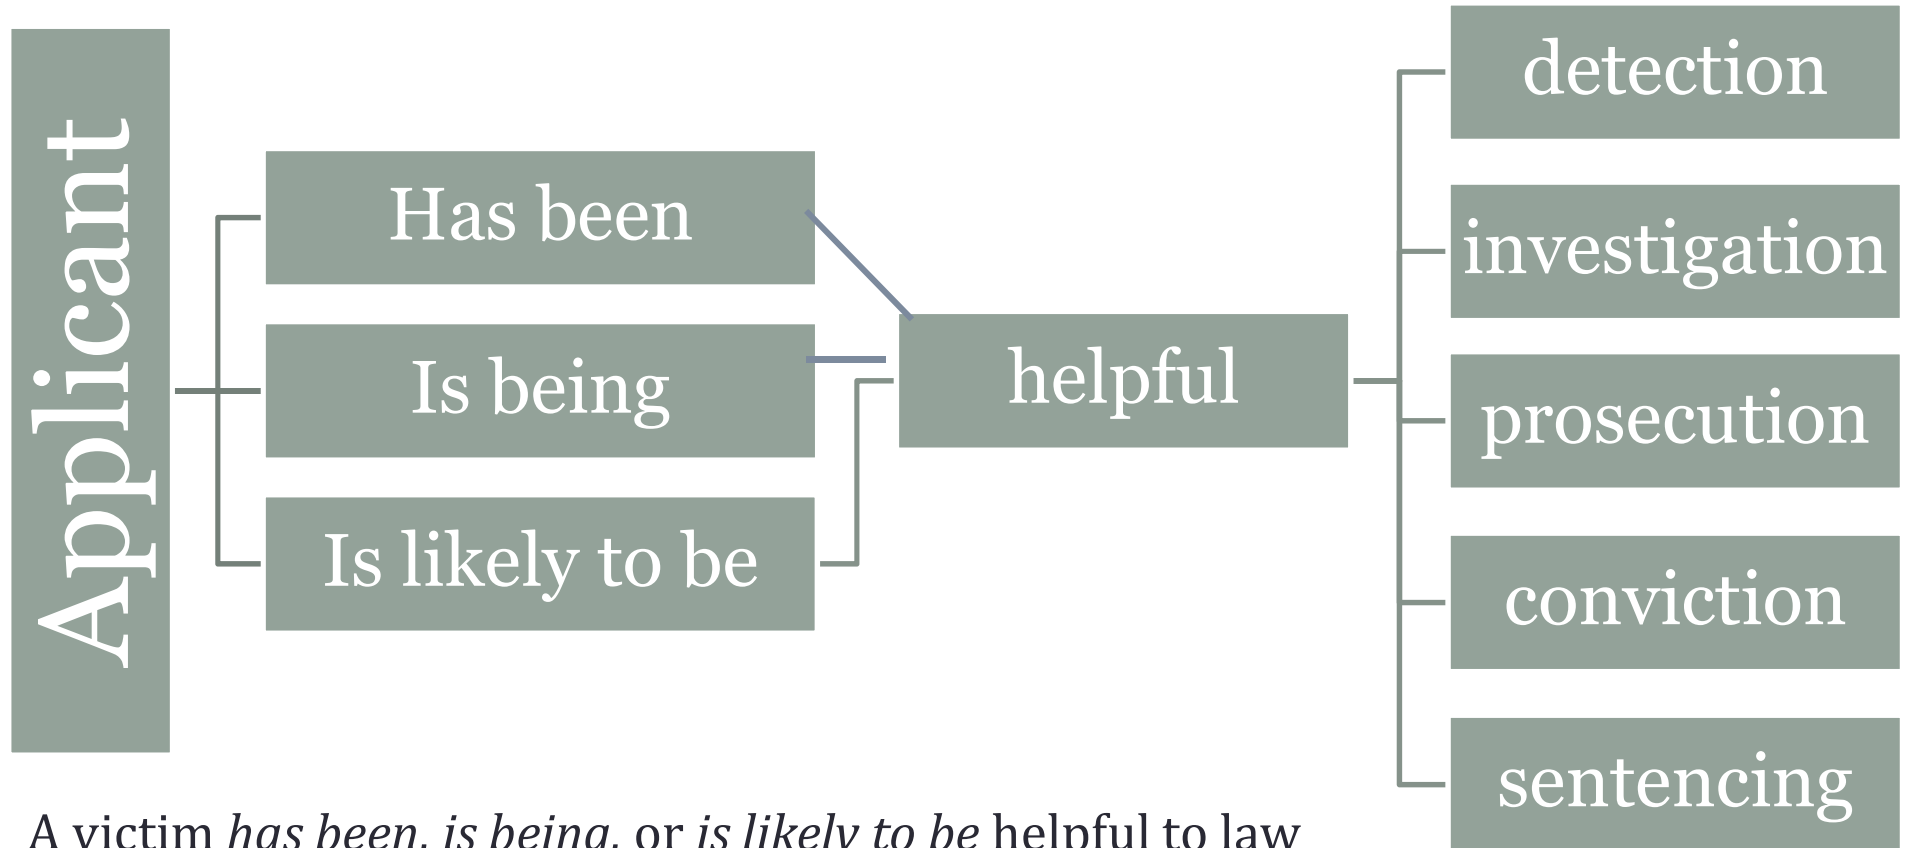 Applicant
Has been
Is being
Is likely to be
helpful
detection
investigation
prosecution
conviction
sentencing
A victim has been, is being, or is likely to be helpful to law